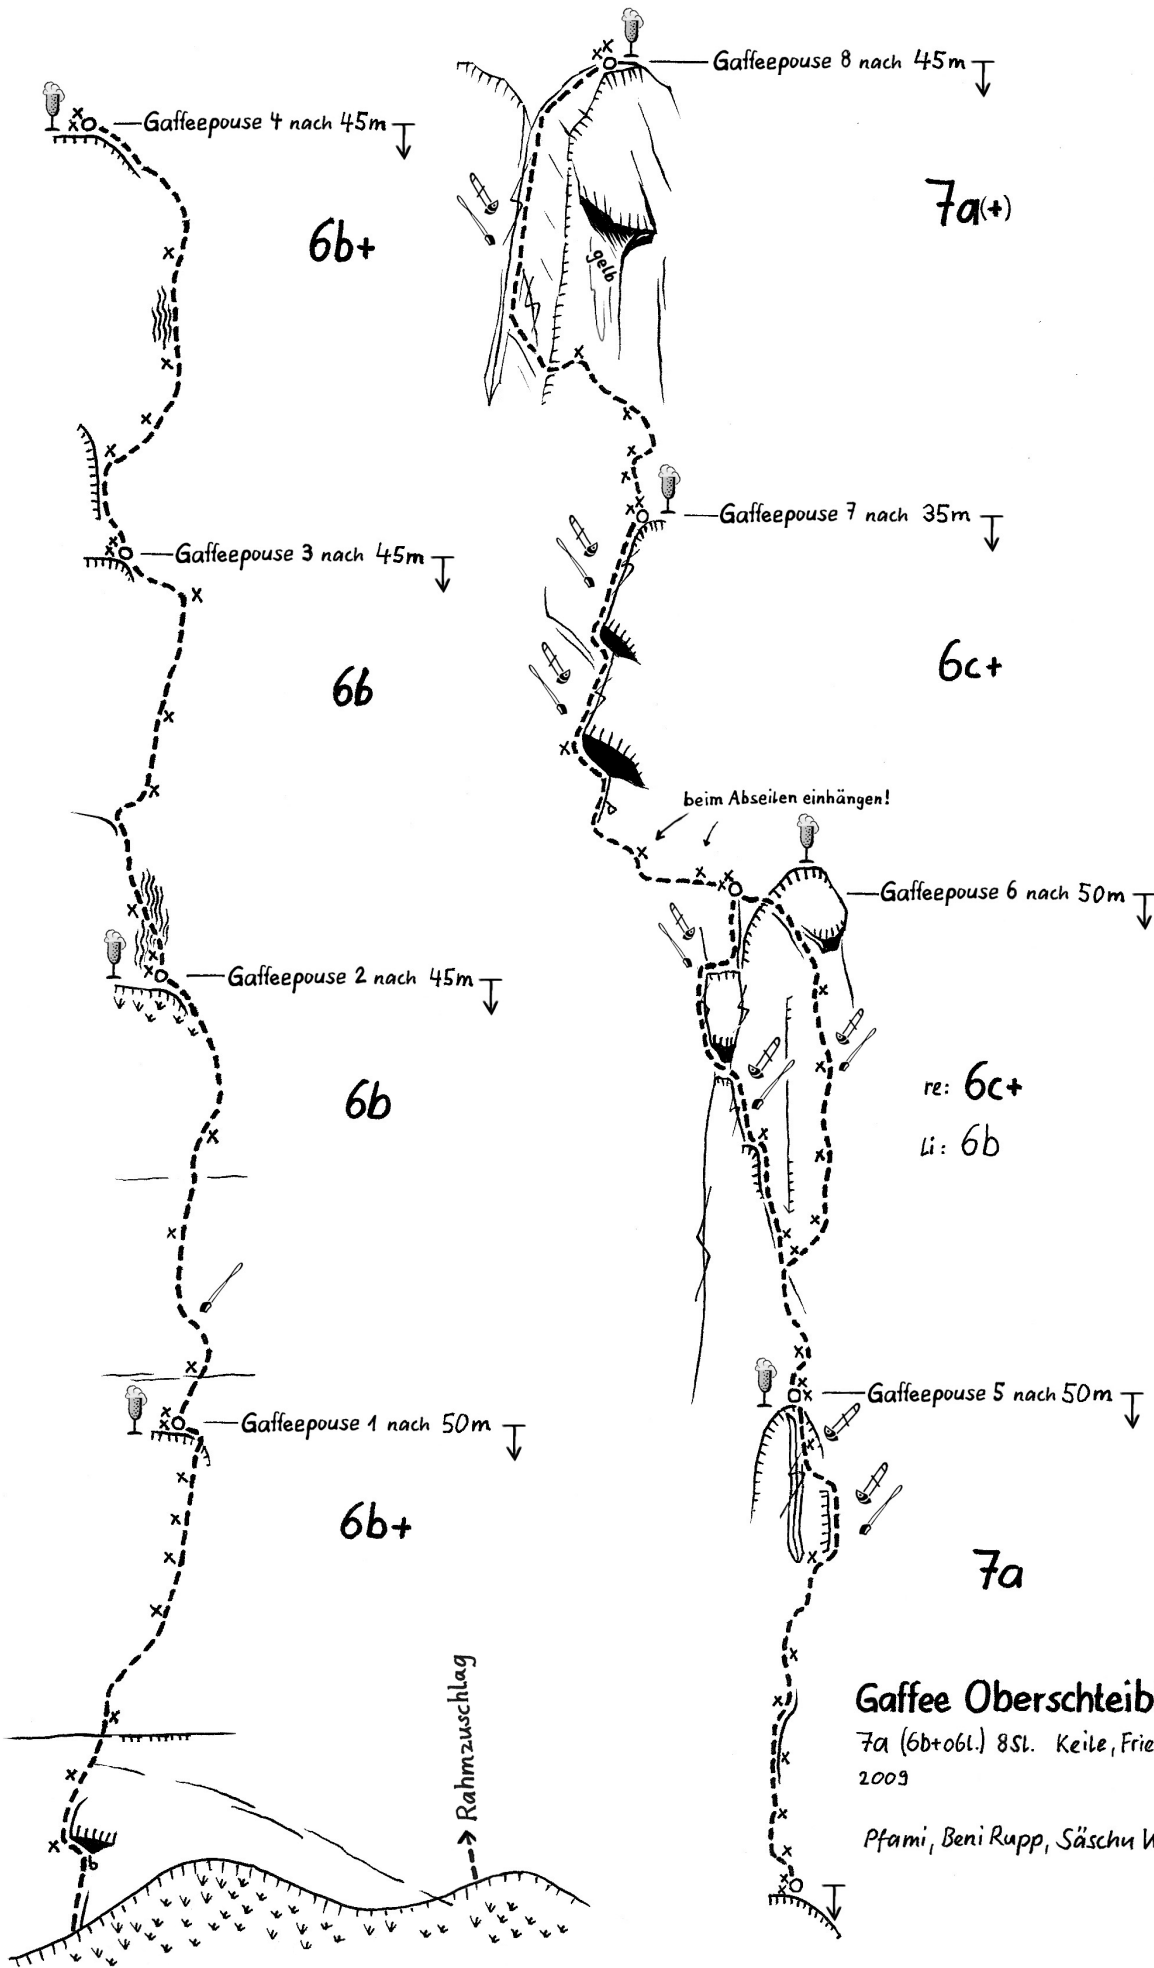 Gaffeepouse 4 nach 45m
6b+
Gaffeepouse 3 nach 45m
6b
Gaffeepouse 2 nach 45m
6b
Gaffeepouse 1 nach 50m
6b+
b
Rahmzuschlag
Gaffeepouse 8 nach 45m
7a(+)
gelb
Gaffeepouse 7 nach 35m
6c+
beim Abseilen einhängen!
Gaffeepouse 6 nach 50m
re: 6c+
Li: 6b
Gaffeepouse 5 nach 50m
7a
Gaffee Oberschteib
7a (6b+obl.) 8Sl. Keile, Frie
2009
Pfami, Beni Rupp, Säschu